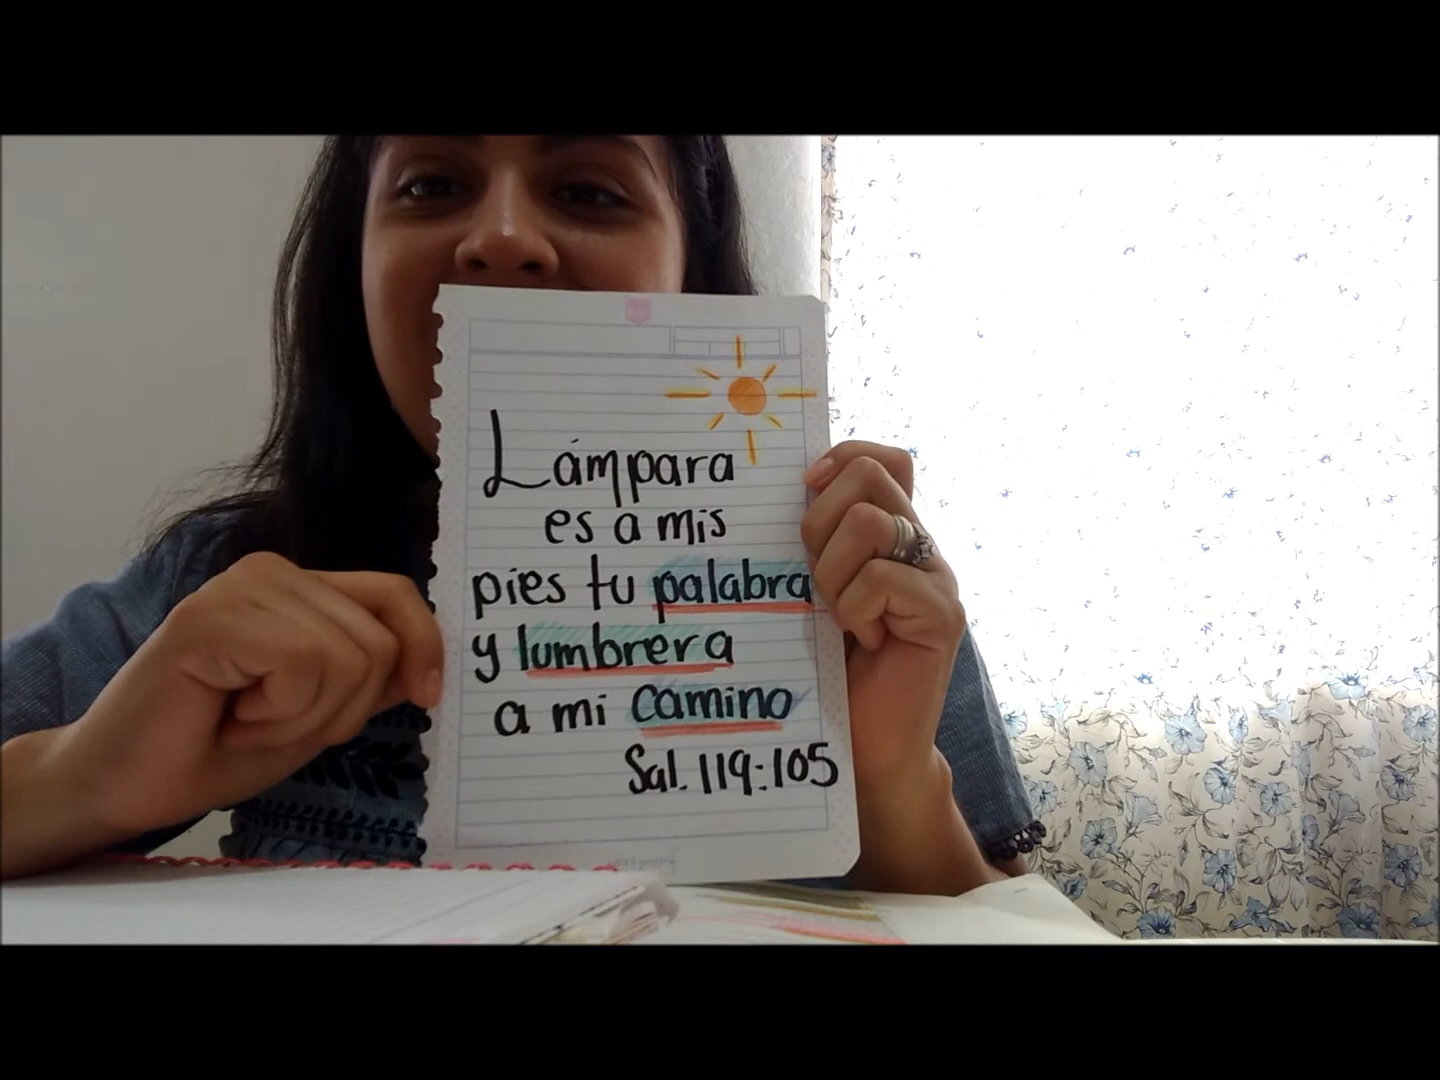 Lámpara
es a mis
pies tu palabra
y lumbrera
a mi camino
Sal. 119:105